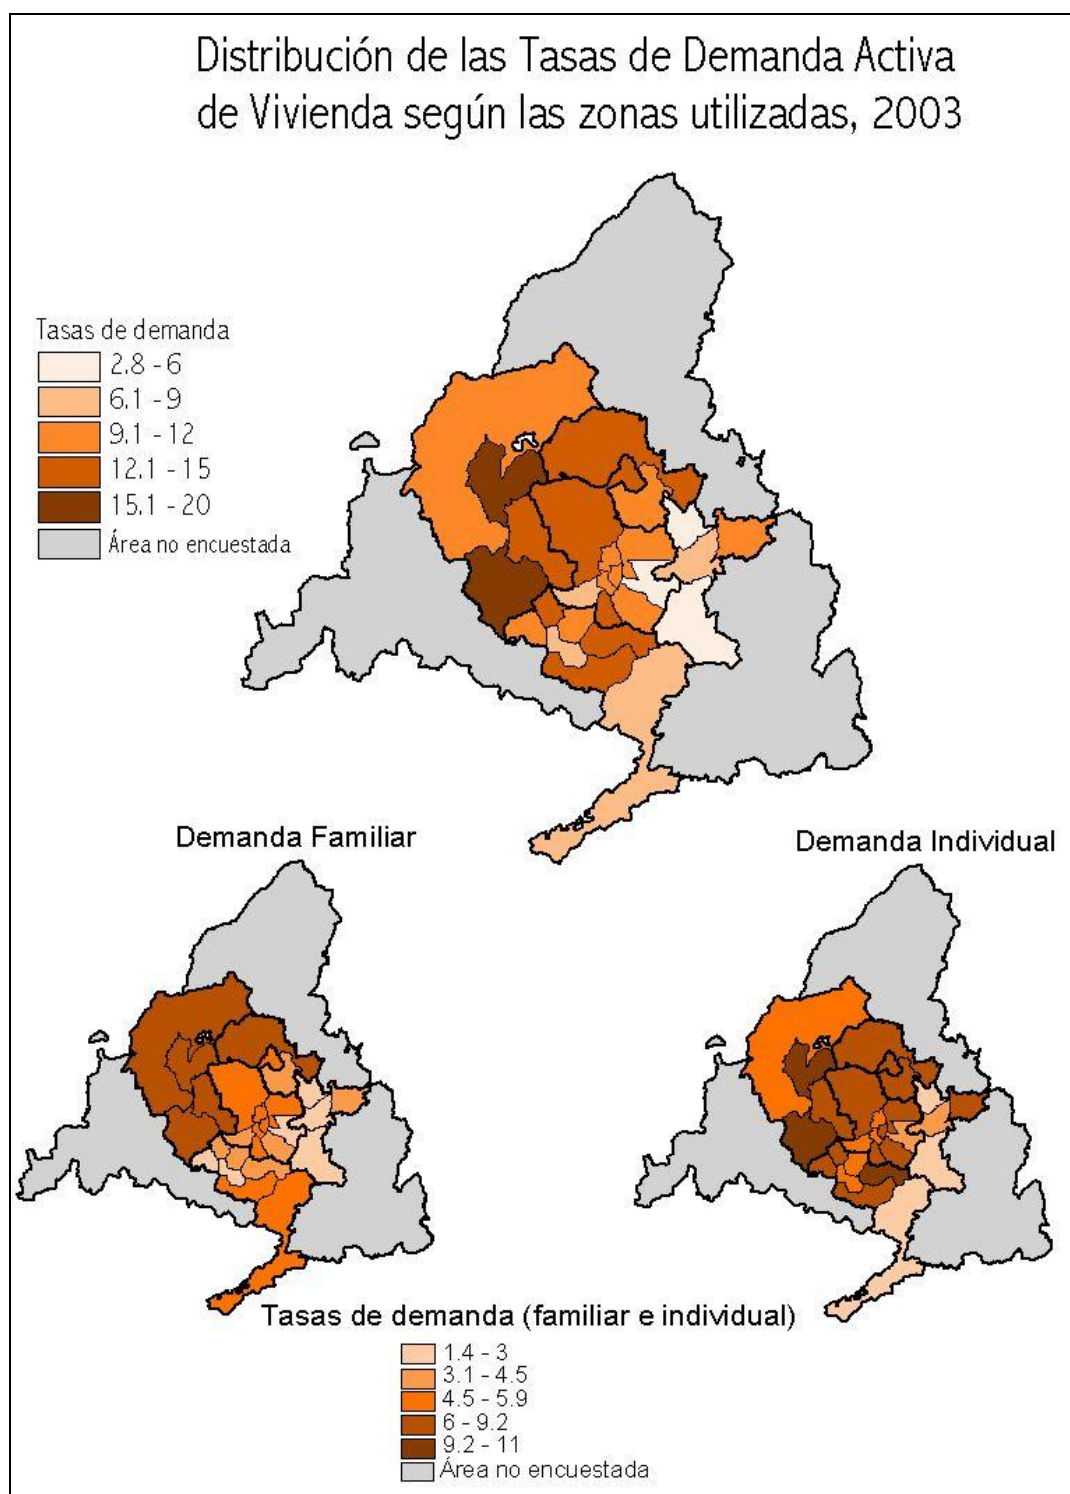 Distribución de las Tasas de Demanda Activa
de Vivienda según las zonas utilizadas, 2003
Tasas de demanda
2.8 - 6
6.1 - 9
9.1 - 12
12.1 - 15
15.1 - 20
Área no encuestada
Demanda Familiar
Demanda Individual
Tasas de demanda (familiar e individual)
1.4 - 3
3.1 - 4.5
4.5 - 5.9
6 - 9.2
9.2 - 11
Área no encuestada